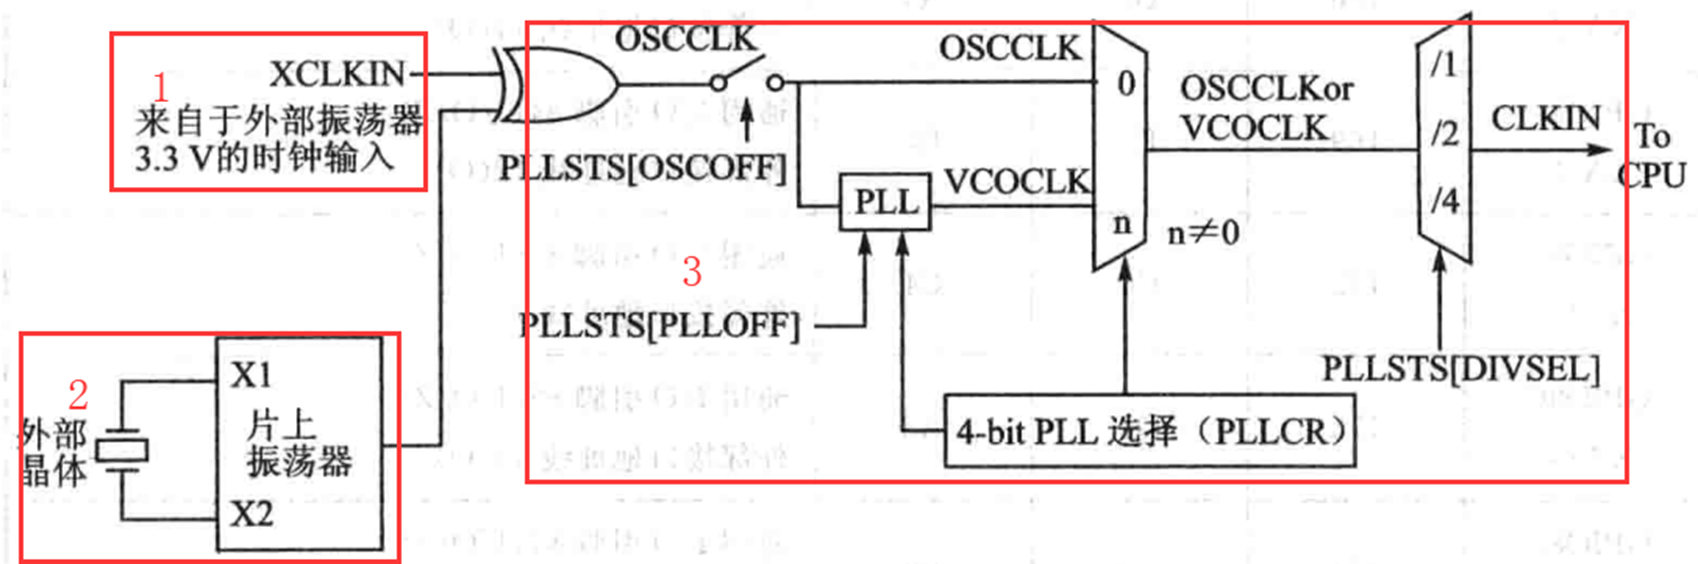 1
XCLKIN
来自于外部振荡器
3.3 V的时钟输入
OSCCLK
PLLSTS[OSCOFF]
OSCCLK
0
OSCCLKor
VCOCLK
/1
/2
/4
CLKIN
To
CPU
PLL
VCOCLK
n
n≠0
3
PLLSTS[PLLOFF]
PLLSTS[DIVSEL]
4-bit PLL 选择（PLLCR）
2
外部
晶体
X1
片上
振荡器
X2